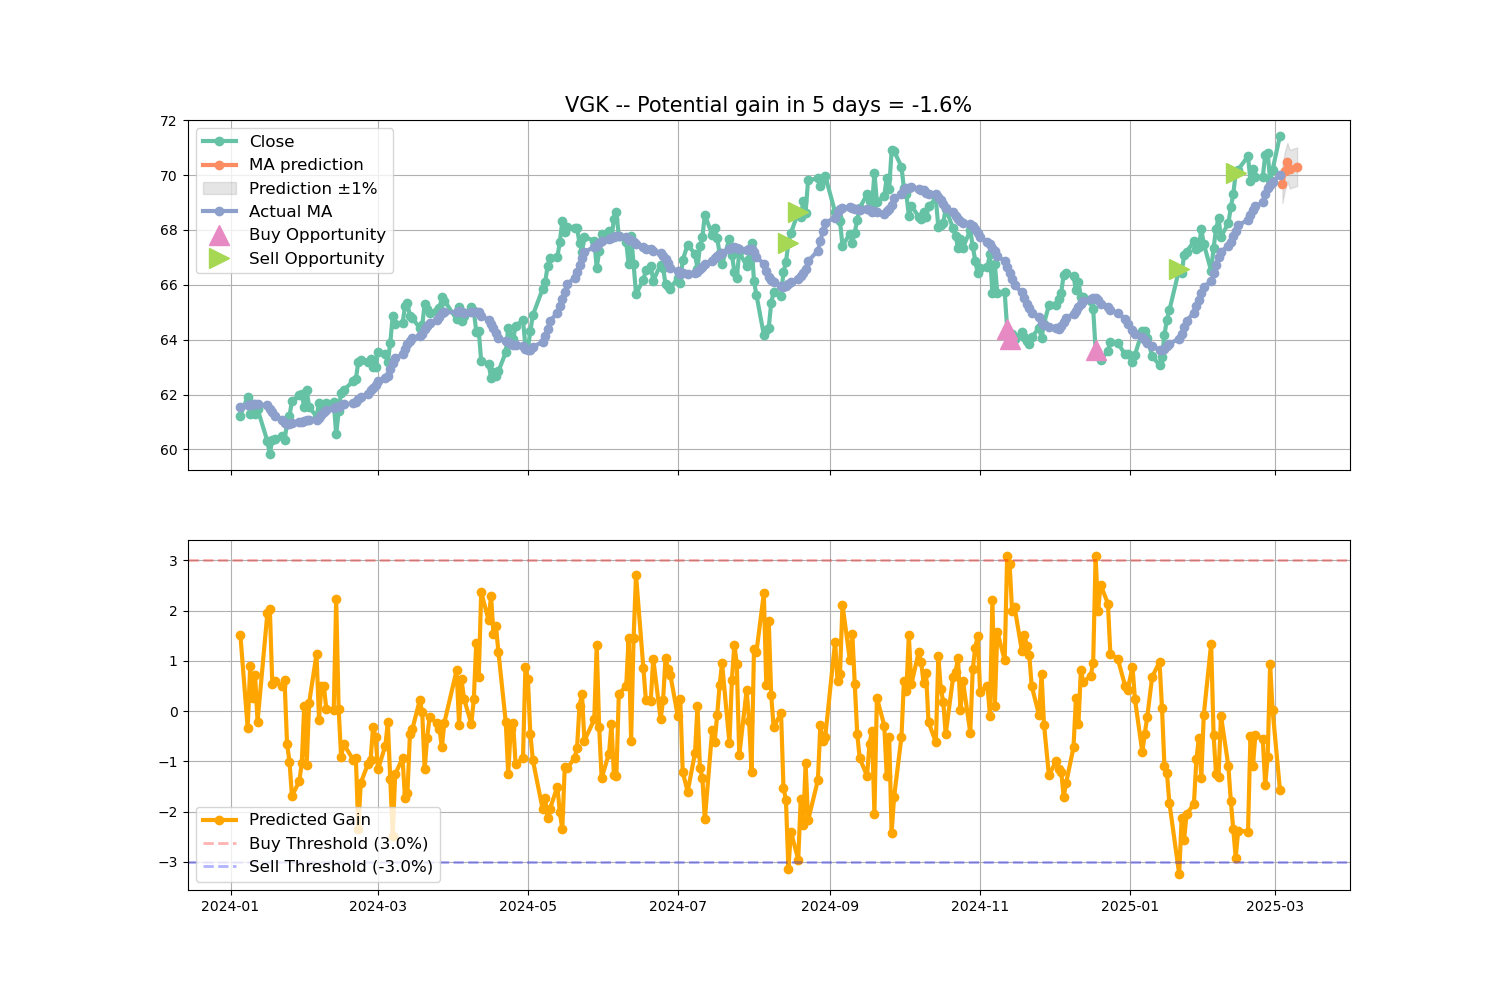 VGK -- Potential gain in 5 days = -1.6%
72
70
68
66
64
62
60
Close
MA prediction
Prediction ±1%
Actual MA
Buy Opportunity
Sell Opportunity
3
2
1
0
−1
−2
−3
Predicted Gain
Buy Threshold (3.0%)
Sell Threshold (-3.0%)
2024-01
2024-03
2024-05
2024-07
2024-09
2024-11
2025-01
2025-03